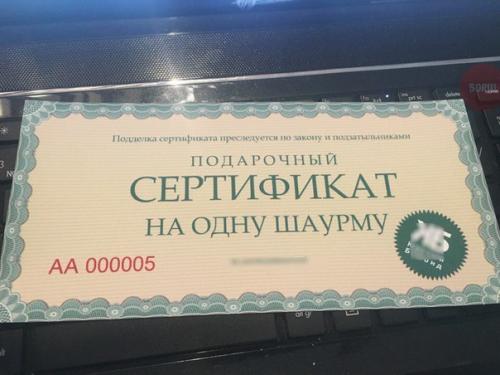 Подделка сертификата преследуется по закону и подзатыльниками
ПОДАРОЧНЫЙ
СЕРТИФИКАТ
НА ОДНУ ШАУРМУ
АА 000005